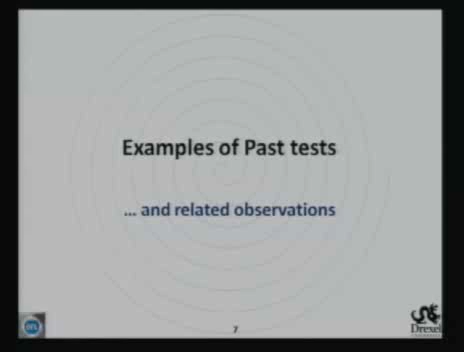 Examples of Past tests
... and related observations
7
Drexel